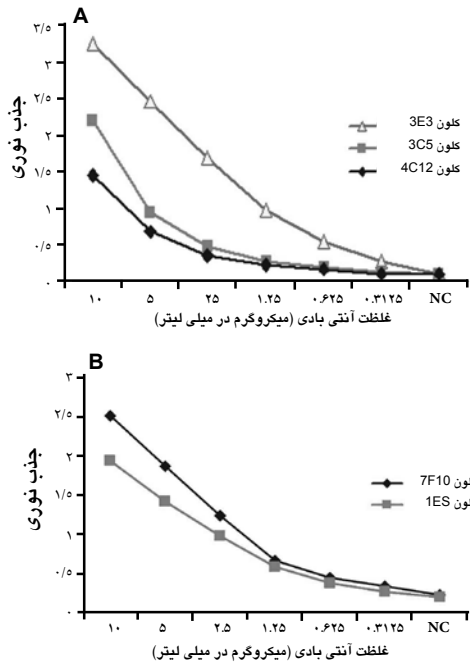 A
۳/۵
۳
۲/۵
۲
۱/۵
۱
۰/۵
۰
جذب نوری
کلون 3E3
کلون 3C5
کلون 4C12
۱۰ ۵ ۲۵ ۱.۲۵ ۰.۶۲۵ ۰.۳۱۲۵ NC
غلظت آنتی بادی (میکروگرم در میلی لیتر)
B
۳
۲/۵
۲
۱/۵
۱
۰/۵
۰
جذب نوری
کلون 7F10
کلون 1ES
۱۰ ۵ ۲.۵ ۱.۲۵ ۰.۶۲۵ ۰.۳۱۲۵ NC
غلظت آنتی بادی (میکروگرم در میلی لیتر)